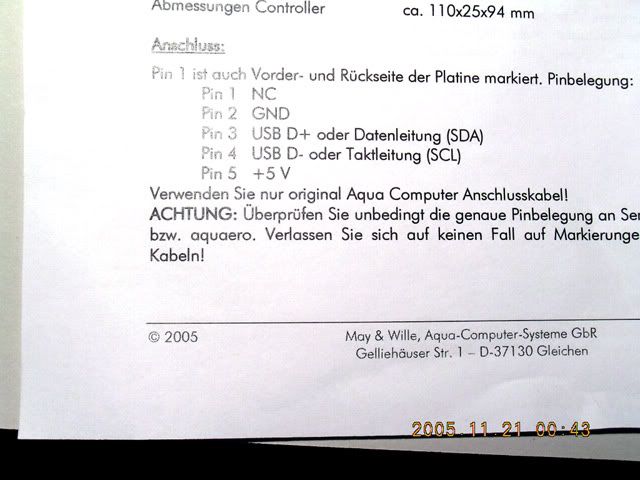 Abmessungen Controller ca. 110x25x94 mm
Anschluss:
Pin 1 ist auch Vorder- und Rückseite der Platine markiert. Pinbelegung:
Pin 1 NC
Pin 2 GND
Pin 3 USB D+ oder Datenleitung (SDA)
Pin 4 USB D- oder Taktleitung (SCL)
Pin 5 +5 V
Verwenden Sie nur original Aqua Computer Anschlusskabel!
ACHTUNG: Überprüfen Sie unbedingt die genaue Pinbelegung an Ser
bzw. aquaero. Verlassen Sie sich auf keinen Fall auf Markierunge
Kabeln!
© 2005 May & Wille, Aqua-Computer-Systeme GbR
Gelliehäuser Str. 1 – D-37130 Gleichen
2005.11.21 00:43